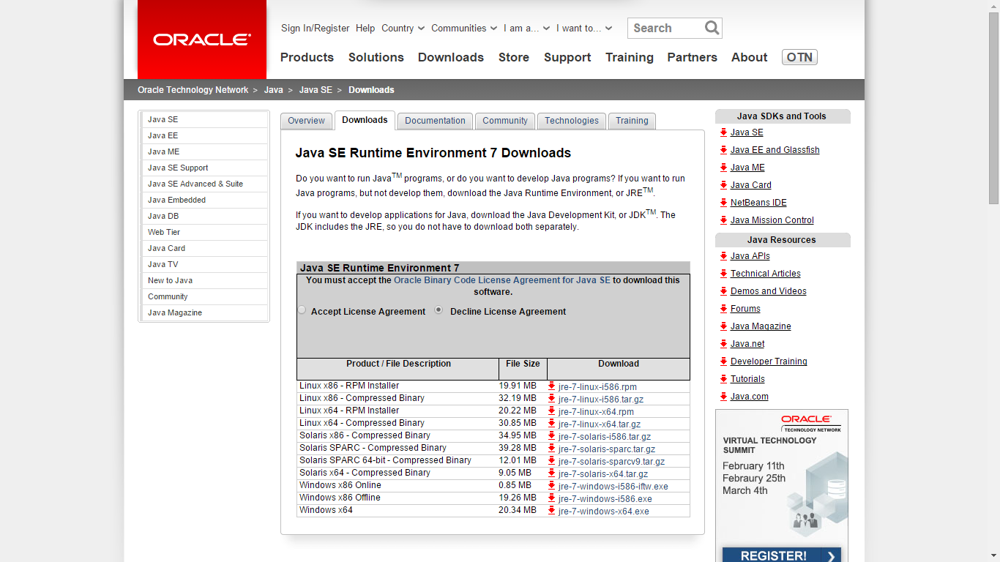 ORACLE
Sign In/Register Help Country Communities I am a... I want to... Search
Products Solutions Downloads Store Support Training Partners About OTN
Oracle Technology Network > Java > Java SE > Downloads
Java SE
Java EE
Java ME
Java SE Support
Java SE Advanced & Suite
Java Embedded
Java DB
Web Tier
Java Card
Java TV
New to Java
Community
Java Magazine
Overview Downloads Documentation Community Technologies Training
Java SE Runtime Environment 7 Downloads
Do you want to run Java™ programs, or do you want to develop Java programs? If you want to run
Java programs, but not develop them, download the Java Runtime Environment, or JRE™.
If you want to develop applications for Java, download the Java Development Kit, or JDK™. The
JDK includes the JRE, so you do not have to download both separately.
Java SE Runtime Environment 7
You must accept the Oracle Binary Code License Agreement for Java SE to download this
software.
Accept License Agreement Decline License Agreement
Product / File Description File Size Download
Linux x86 - RPM Installer 19.91 MB jre-7-linux-i586.rpm
Linux x86 - Compressed Binary 32.19 MB jre-7-linux-i586.tar.gz
Linux x64 - RPM Installer 20.22 MB jre-7-linux-x64.rpm
Linux x64 - Compressed Binary 30.85 MB jre-7-linux-x64.tar.gz
Solaris x86 - Compressed Binary 34.95 MB jre-7-solaris-i586.tar.gz
Solaris SPARC - Compressed Binary 39.28 MB jre-7-solaris-sparc.tar.gz
Solaris SPARC 64-bit - Compressed Binary 12.01 MB jre-7-solaris-sparcv9.tar.gz
Solaris x64 - Compressed Binary 9.05 MB jre-7-solaris-x64.tar.gz
Windows x86 Online 0.85 MB jre-7-windows-i586-iftw.exe
Windows x86 Offline 19.26 MB jre-7-windows-i586.exe
Windows x64 20.34 MB jre-7-windows-x64.exe
Java SDKs and Tools
Java SE
Java EE and Glassfish
Java ME
Java Card
NetBeans IDE
Java Mission Control
Java Resources
Java APIs
Technical Articles
Demos and Videos
Forums
Java Magazine
Java.net
Developer Training
Tutorials
Java.com
ORACLE
TECHNOLOGY NETWORK
VIRTUAL TECHNOLOGY
SUMMIT
February 11th
Febraury 25th
March 4th
REGISTER!